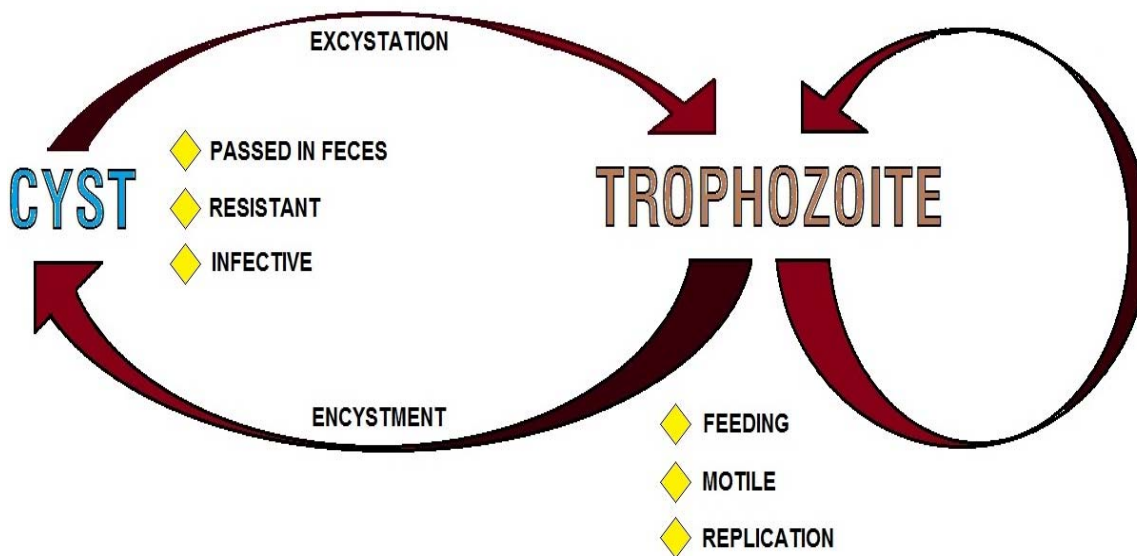 EXCYSTATION
CYST
PASSED IN FECES
RESISTANT
INFECTIVE
TROPHOZOITE
ENCYSTMENT
FEEDING
MOTILE
REPLICATION